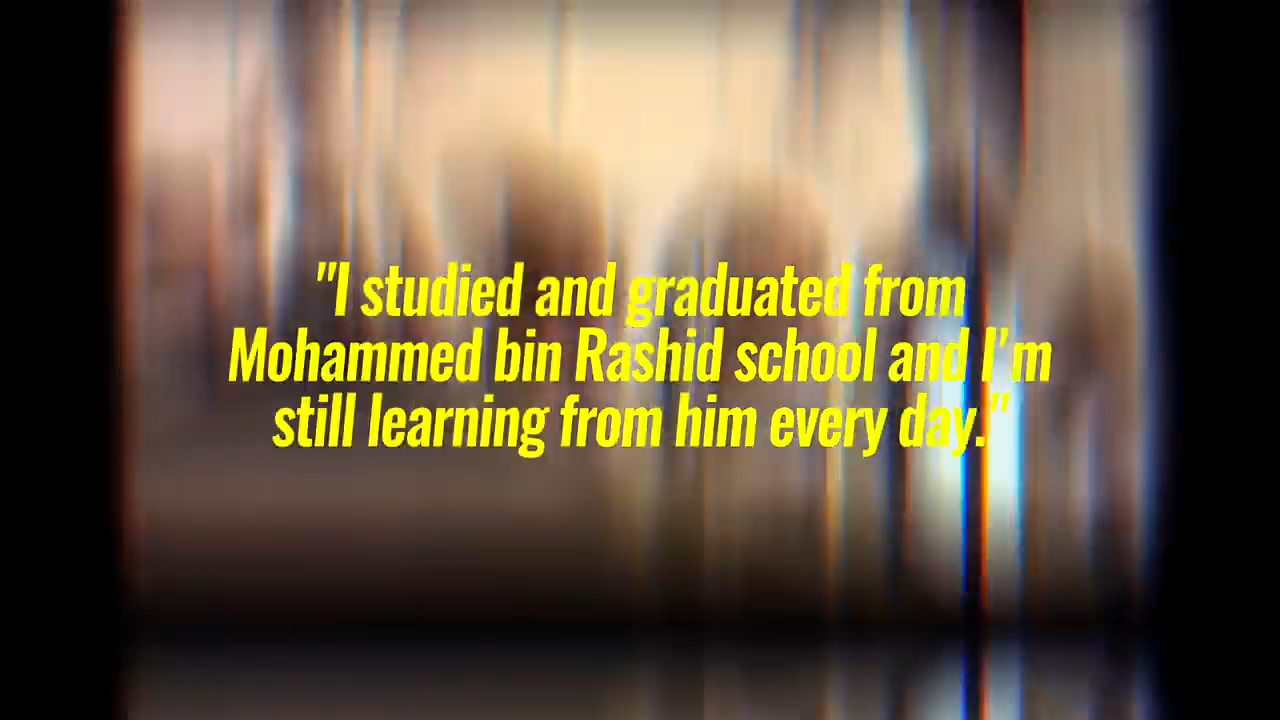 "I studied and graduated from
Mohammed bin Rashid school and I'm
still learning from him every day."